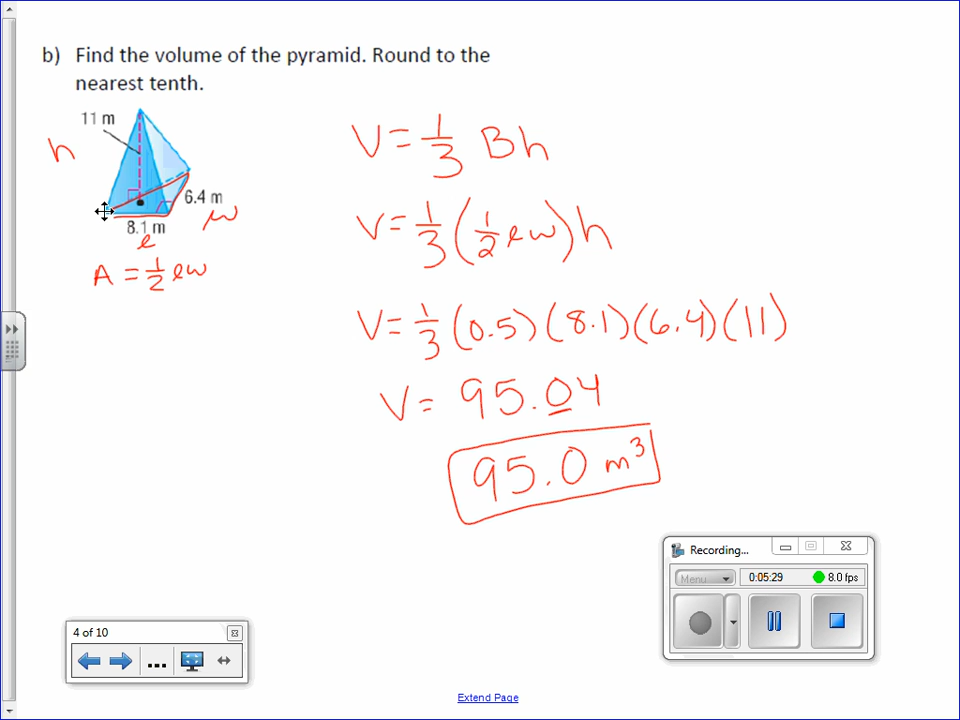 b) Find the volume of the pyramid. Round to the
nearest tenth.
11 m
h
6.4 m
w
8.1 m
l
A = 1/2 lw
V = 1/3 Bh
V = 1/3 (1/2 lw) h
V = 1/3 (0.5)(8.1)(6.4)(11)
V = 95.04
95.0 m³
Recording...
Menu
0:05:29
8.0 fps
4 of 10
...
Extend Page